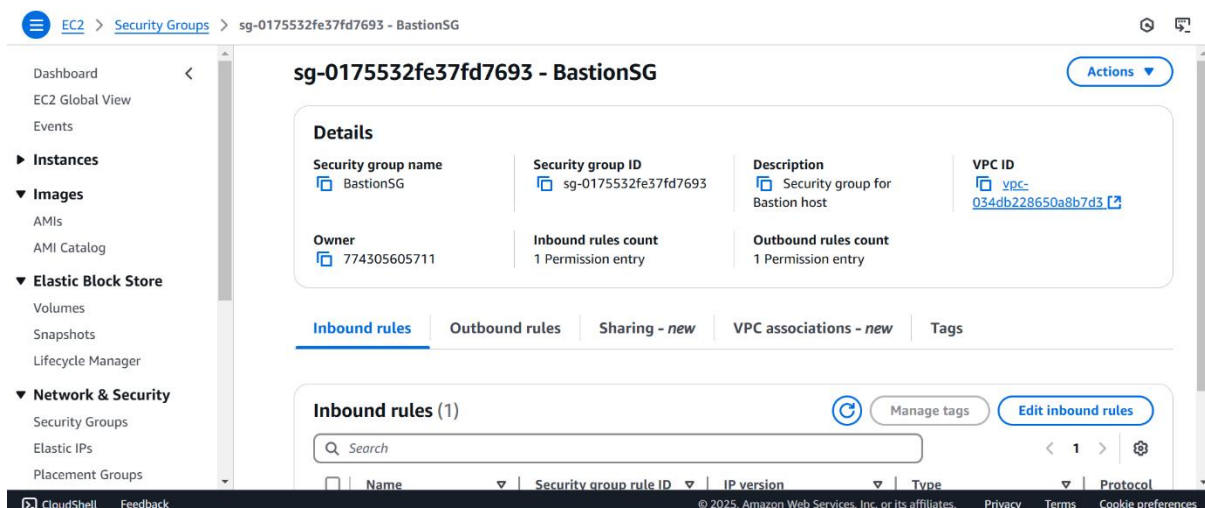 EC2 > Security Groups > sg-0175532fe37fd7693 - BastionSG
Dashboard
EC2 Global View
Events
Instances
Images
AMIs
AMI Catalog
Elastic Block Store
Volumes
Snapshots
Lifecycle Manager
Network & Security
Security Groups
Elastic IPs
Placement Groups
sg-0175532fe37fd7693 - BastionSG
Actions
Details
Security group name
BastionSG
Security group ID
sg-0175532fe37fd7693
Description
Security group for
Bastion host
VPC ID
vpc-
034db228650a8b7d3
Owner
774305605711
Inbound rules count
1 Permission entry
Outbound rules count
1 Permission entry
Inbound rules Outbound rules Sharing - new VPC associations - new Tags
Inbound rules (1)
Manage tags
Edit inbound rules
Search
1
Name Security group rule ID IP version Type Protocol
CloudShell Feedback © 2025, Amazon Web Services, Inc. or its affiliates. Privacy Terms Cookie preferences